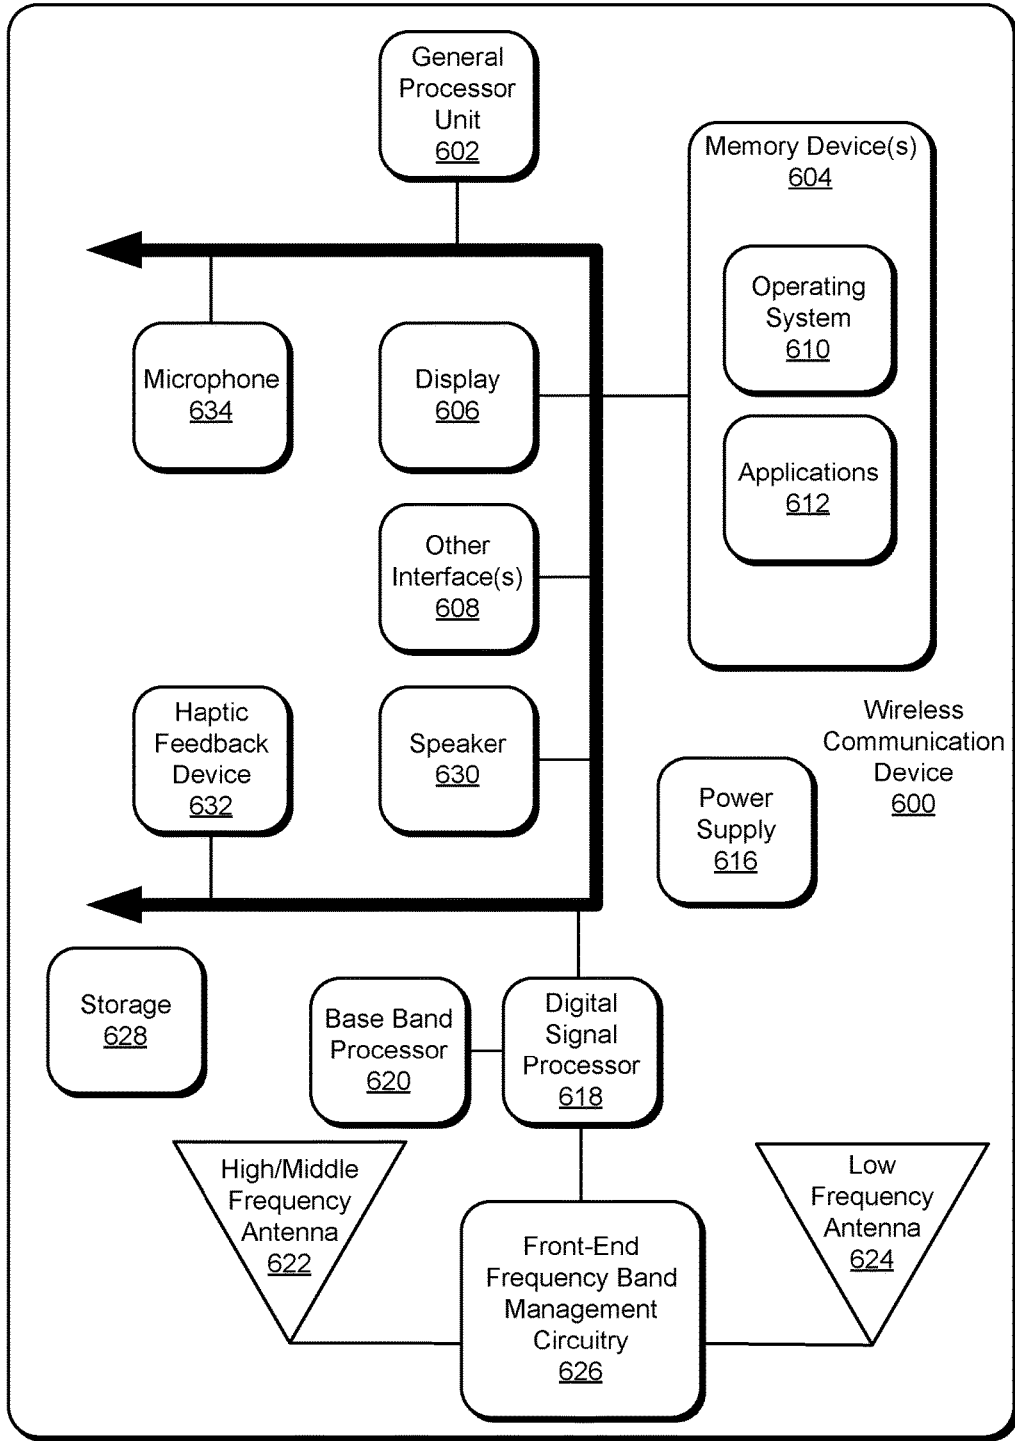 General
Processor
Unit
602
Memory Device(s)
604
Operating
System
610
Applications
612
Microphone
634
Display
606
Other
Interface(s)
608
Haptic
Feedback
Device
632
Speaker
630
Wireless
Communication
Device
600
Power
Supply
616
Storage
628
Base Band
Processor
620
Digital
Signal
Processor
618
High/Middle
Frequency
Antenna
622
Front-End
Frequency Band
Management
Circuitry
626
Low
Frequency
Antenna
624